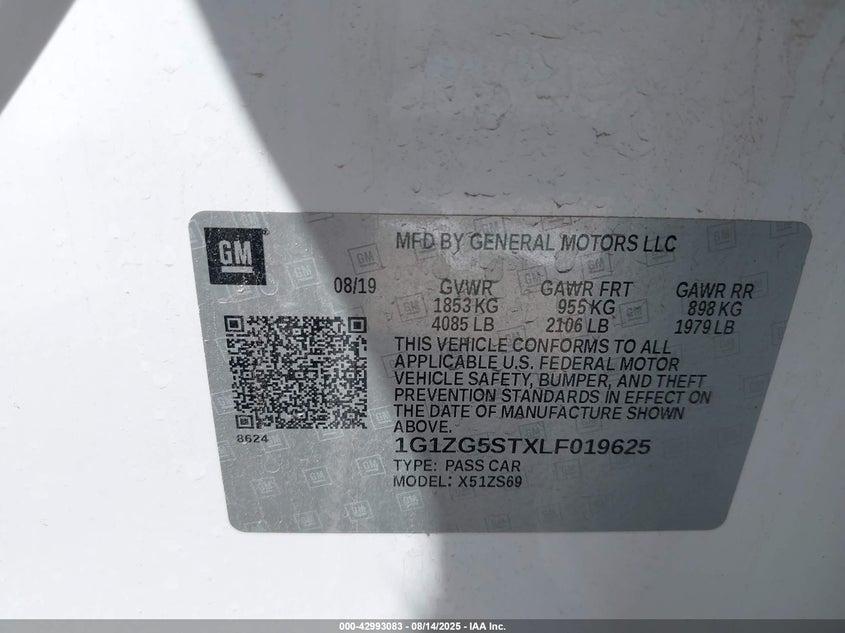 GM
MFD BY GENERAL MOTORS LLC
08/19 GVWR GAWR FRT GAWR RR
1853 KG 955 KG 898 KG
4085 LB 2106 LB 1979 LB
THIS VEHICLE CONFORMS TO ALL
APPLICABLE U.S. FEDERAL MOTOR
VEHICLE SAFETY, BUMPER, AND THEFT
PREVENTION STANDARDS IN EFFECT ON
THE DATE OF MANUFACTURE SHOWN
ABOVE.
8624
1G1ZG5STXLF019625
TYPE: PASS CAR
MODEL: X51ZS69
000-42993083 - 08/14/2025 - IAA Inc.